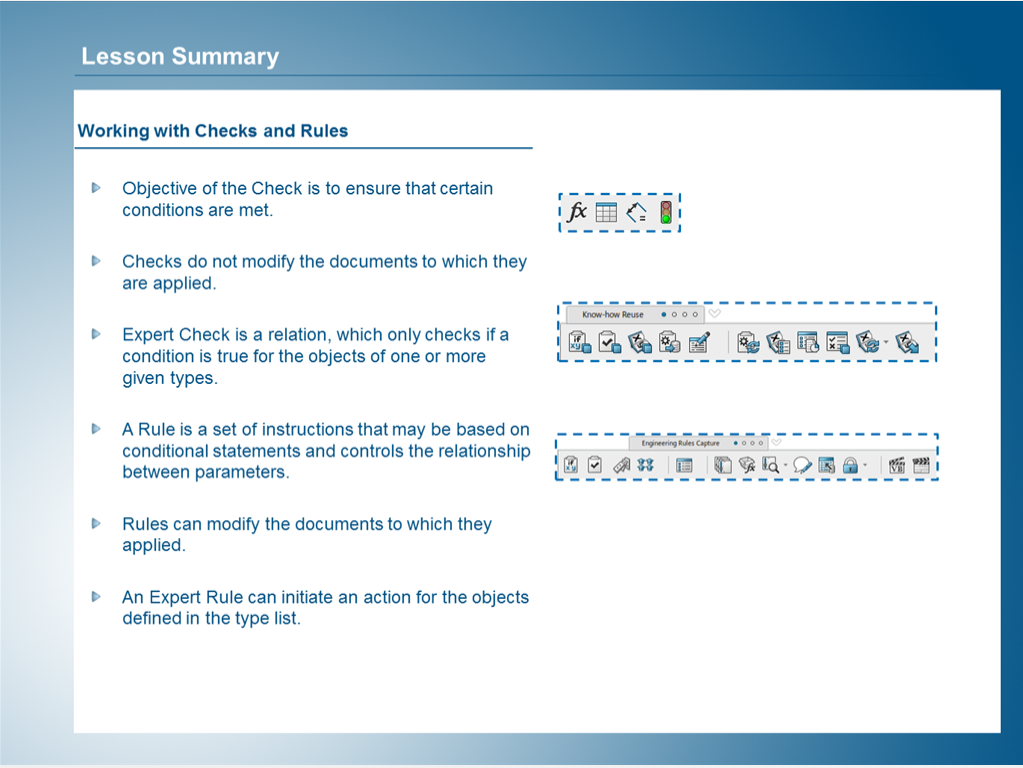 Lesson Summary
Working with Checks and Rules
Objective of the Check is to ensure that certain
conditions are met.
Checks do not modify the documents to which they
are applied.
Expert Check is a relation, which only checks if a
condition is true for the objects of one or more
given types.
A Rule is a set of instructions that may be based on
conditional statements and controls the relationship
between parameters.
Rules can modify the documents to which they
applied.
An Expert Rule can initiate an action for the objects
defined in the type list.
fx
Know-how Reuse
Engineering Rules Capture